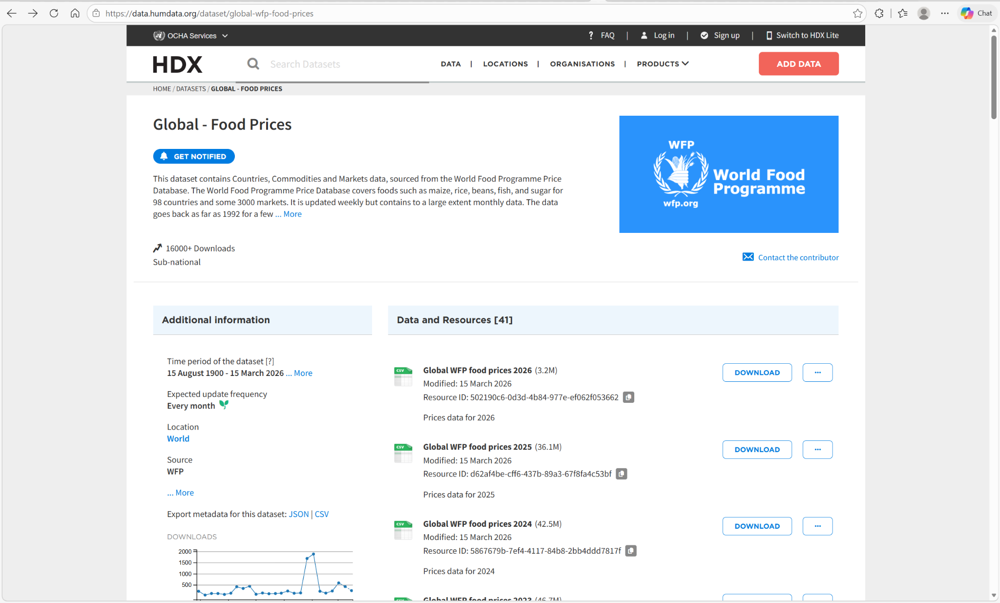 https://data.humdata.org/dataset/global-wfp-food-prices
Chat
OCHA Services
? FAQ | Log in | Sign up | Switch to HDX Lite
HDX
Search Datasets
DATA | LOCATIONS | ORGANISATIONS | PRODUCTS
ADD DATA
HOME / DATASETS / GLOBAL - FOOD PRICES
Global - Food Prices
GET NOTIFIED
This dataset contains Countries, Commodities and Markets data, sourced from the World Food Programme Price
Database. The World Food Programme Price Database covers foods such as maize, rice, beans, fish, and sugar for
98 countries and some 3000 markets. It is updated weekly but contains to a large extent monthly data. The data
goes back as far as 1992 for a few ... More
WFP
World Food
Programme
wfp.org
16000+ Downloads
Sub-national
Contact the contributor
Additional information
Time period of the dataset [?]
15 August 1900 - 15 March 2026 ... More
Expected update frequency
Every month
Location
World
Source
WFP
... More
Export metadata for this dataset: JSON | CSV
DOWNLOADS
2000
1500
1000
500
Data and Resources [41]
CSV
Global WFP food prices 2026 (3.2M)
Modified: 15 March 2026
Resource ID: 502190c6-0d3d-4b84-977e-ef062f053662
Prices data for 2026
DOWNLOAD
...
CSV
Global WFP food prices 2025 (36.1M)
Modified: 15 March 2026
Resource ID: d62af4be-cff6-437b-89a3-67f8fa4c53bf
Prices data for 2025
DOWNLOAD
...
CSV
Global WFP food prices 2024 (42.5M)
Modified: 15 March 2026
Resource ID: 5867679b-7ef4-4117-84b8-2bb4ddd7817f
Prices data for 2024
DOWNLOAD
...
CSV
Global WFP food prices 2023 (46.7M)